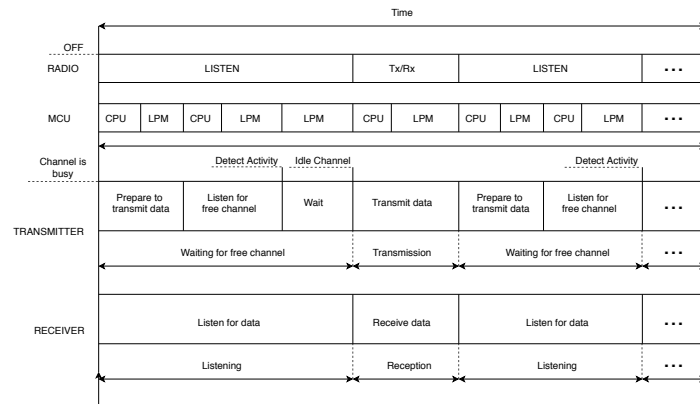 Time
OFF
RADIO LISTEN Tx/Rx LISTEN ...
MCU CPU LPM CPU LPM LPM CPU LPM CPU LPM CPU LPM ...
Channel is
busy
Detect Activity Idle Channel Detect Activity
TRANSMITTER
Prepare to
transmit data
Listen for
free channel
Wait
Transmit data
Prepare to
transmit data
Listen for
free channel
...
Waiting for free channel Transmission Waiting for free channel ...
RECEIVER
Listen for data Receive data Listen for data ...
Listening Reception Listening ...